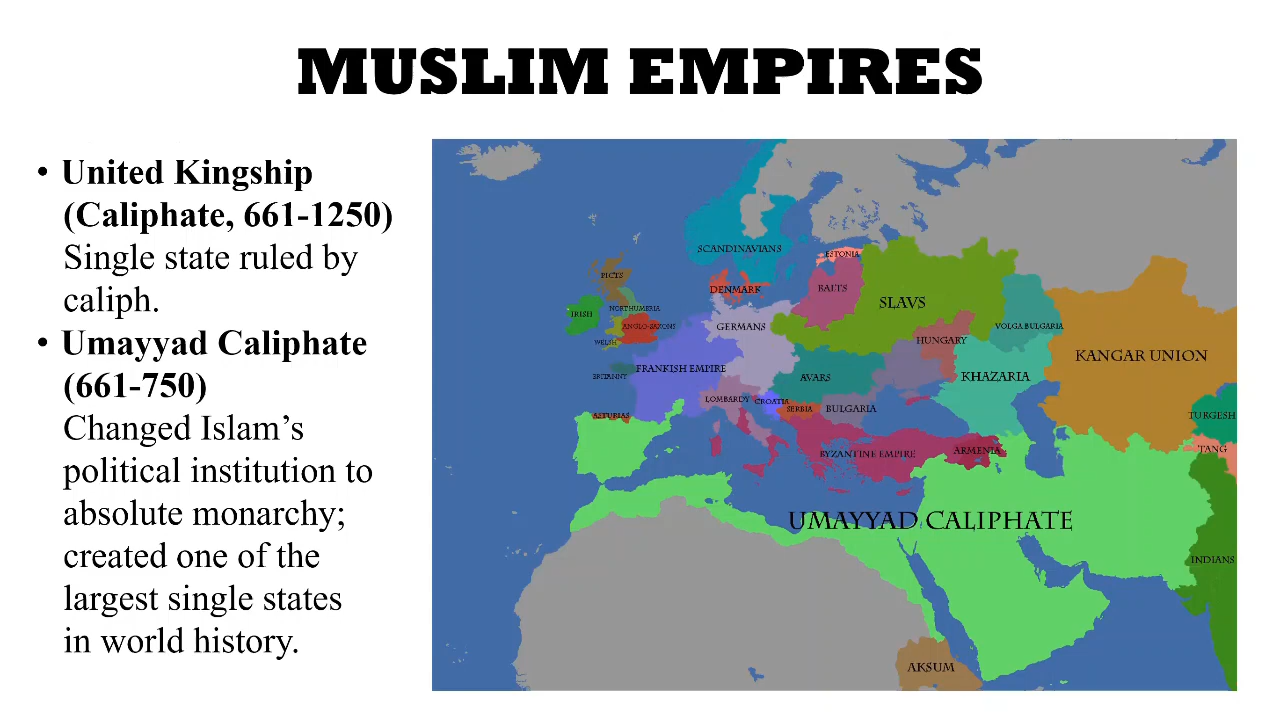 MUSLIM EMPIRES
• United Kingship
(Caliphate, 661-1250)
Single state ruled by
caliph.
• Umayyad Caliphate
(661-750)
Changed Islam’s
political institution to
absolute monarchy;
created one of the
largest single states
in world history.
SCANDINAVIANS
ESTONIA
PICTS
DENMARK
BALTS
SLAVS
IRISH
NORTHUMBRIA
ANGLO-SAXONS
GERMANS
VOLGA BULGARIA
WELSH
HUNGARY
KANGAR UNION
FRANKISH EMPIRE
BRITANNY
AVARS
KHAZARIA
LOMBARDY
CROATIA
SERBIA
BULGARIA
ASTURIAS
TURGESH
BYZANTINE EMPIRE
ARMENIA
TANG
UMAYYAD CALIPHATE
INDIANS
AKSUM